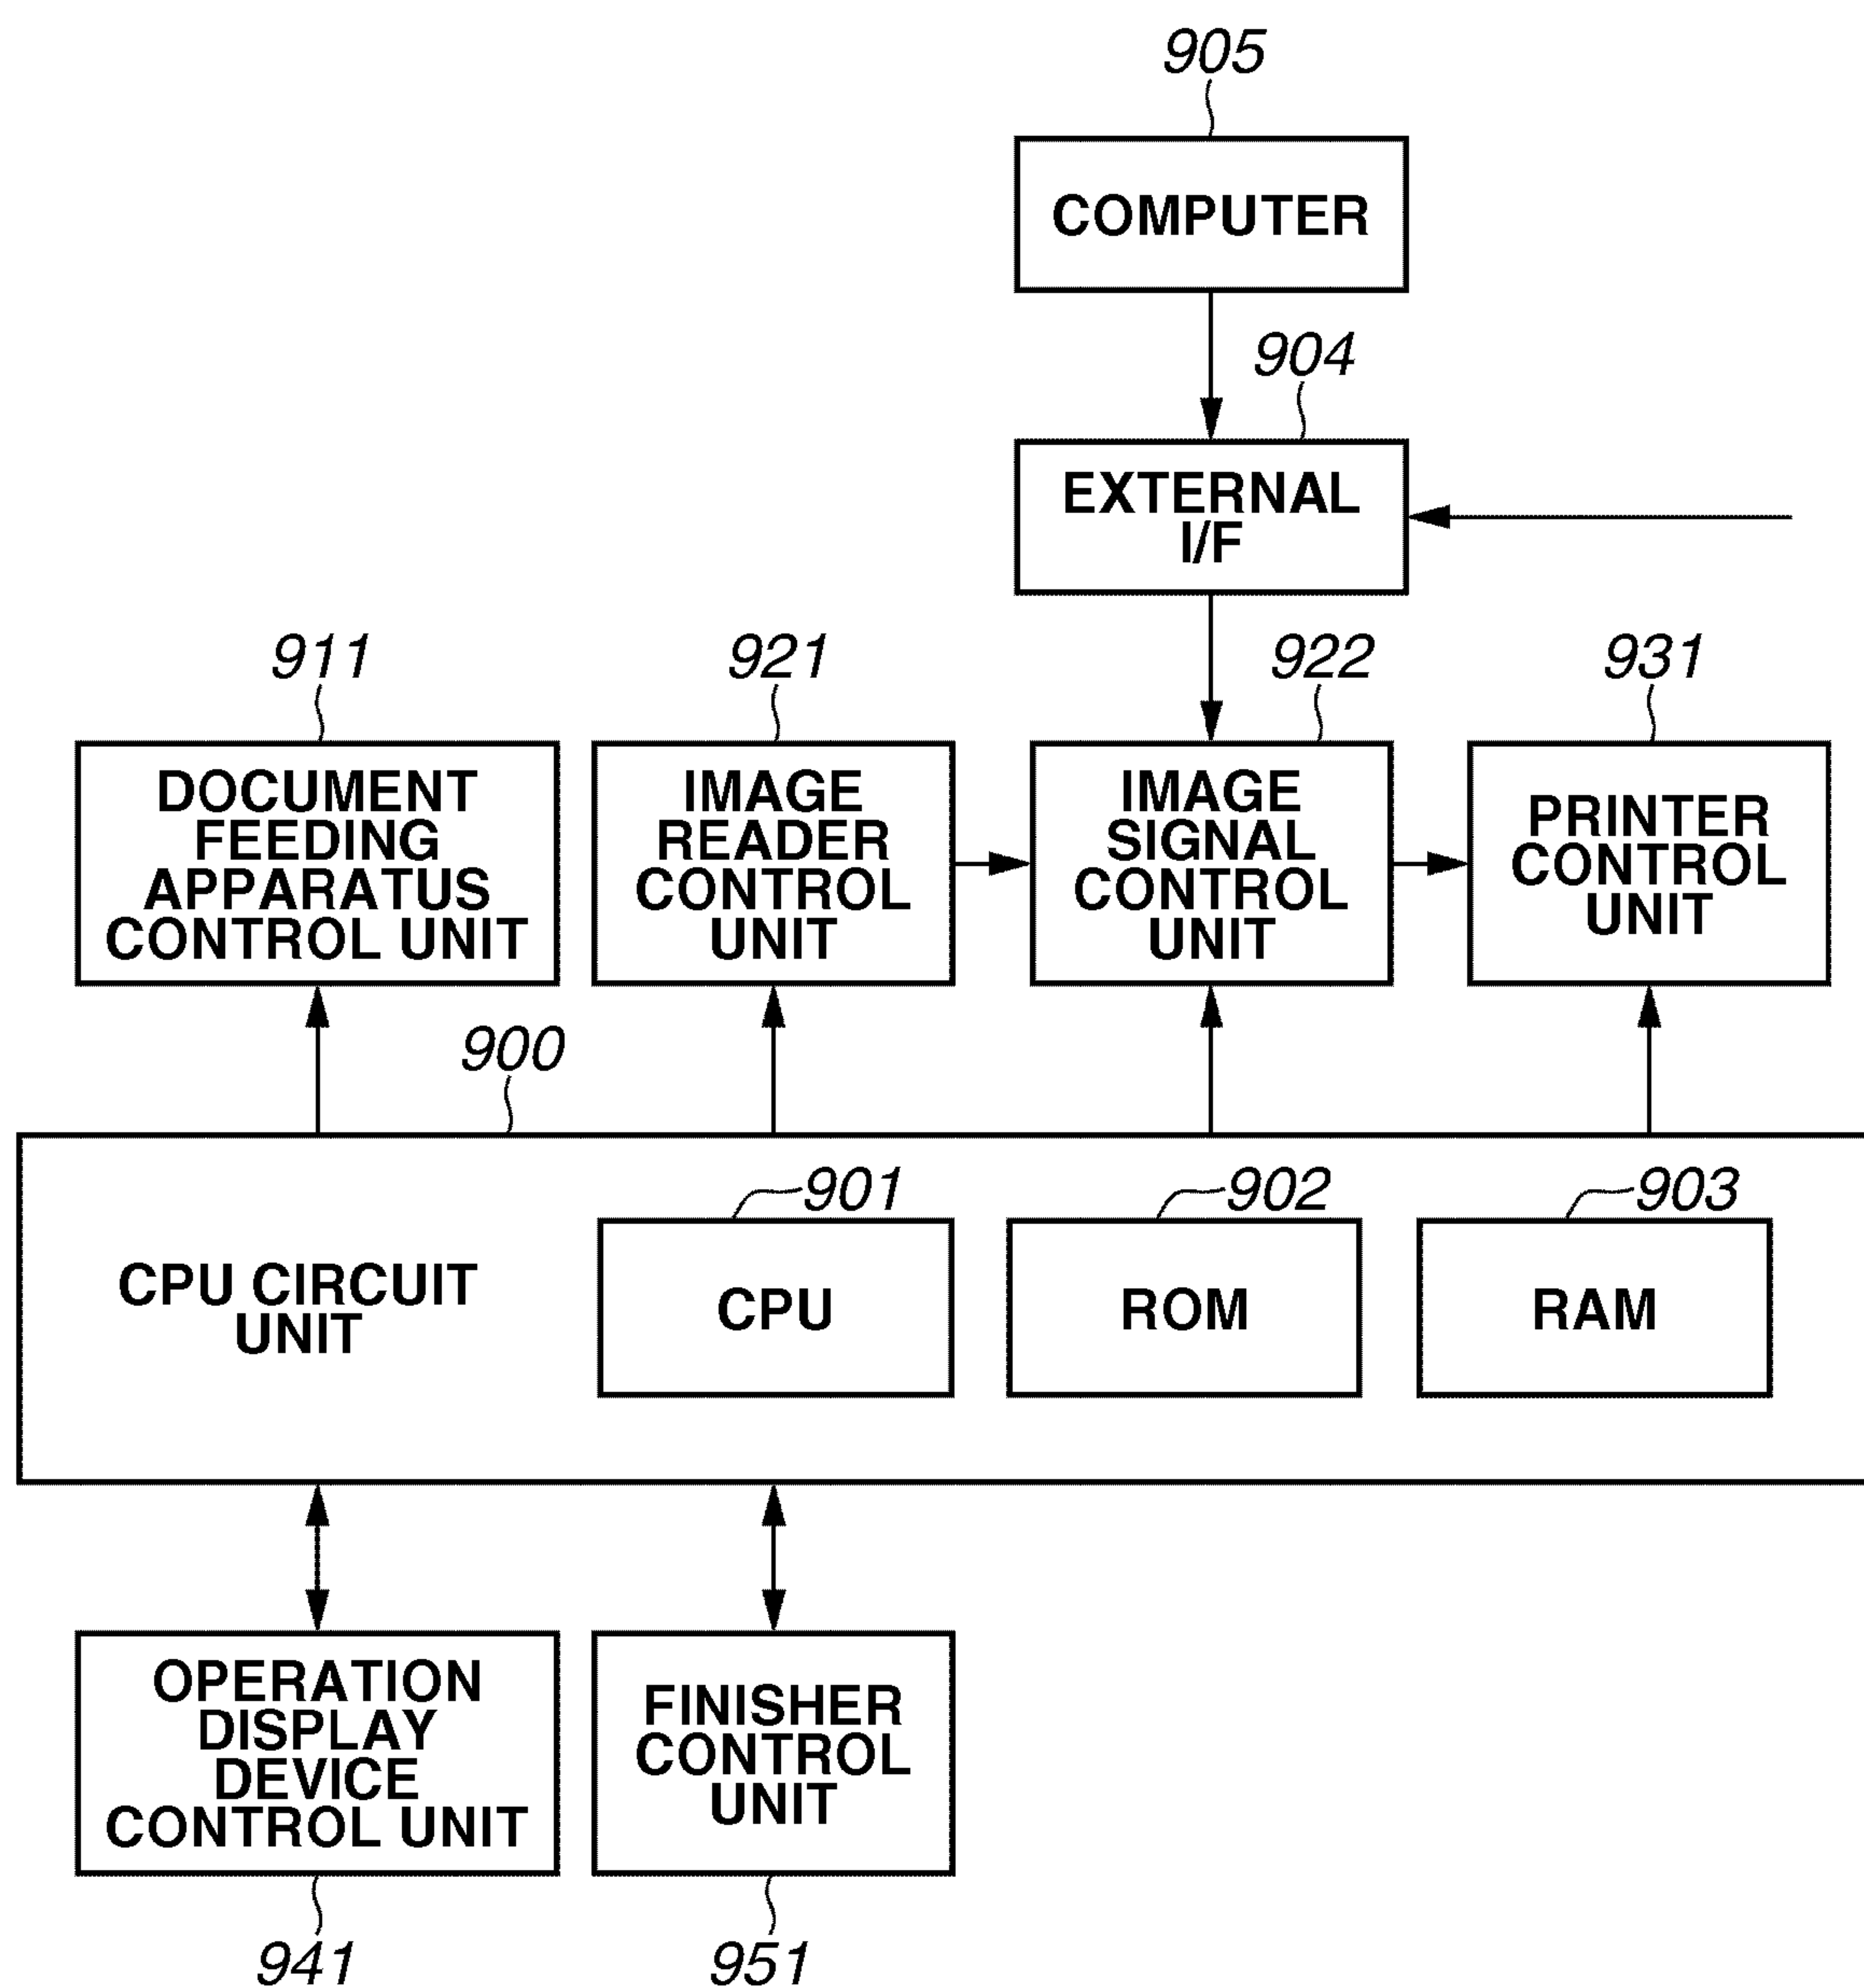 905
COMPUTER
904
EXTERNAL
I/F
911
921
922
931
DOCUMENT
FEEDING
APPARATUS
CONTROL UNIT
IMAGE
READER
CONTROL
UNIT
IMAGE
SIGNAL
CONTROL
UNIT
PRINTER
CONTROL
UNIT
900
901
902
903
CPU CIRCUIT
UNIT
CPU
ROM
RAM
OPERATION
DISPLAY
DEVICE
CONTROL UNIT
FINISHER
CONTROL
UNIT
941
951